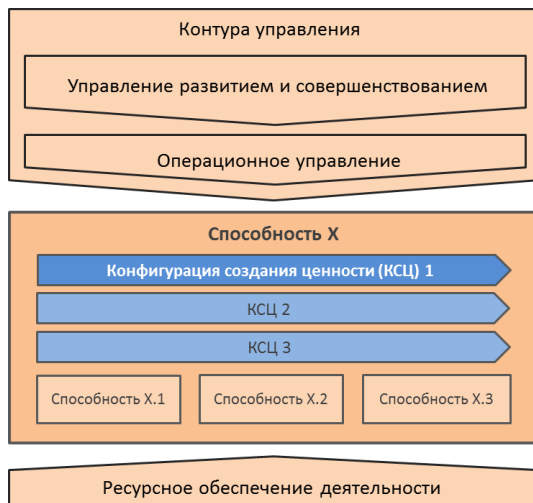 Контура управления
Управление развитием и совершенствованием
Операционное управление
Способность X
Конфигурация создания ценности (КСЦ) 1
КСЦ 2
КСЦ 3
Способность X.1
Способность X.2
Способность X.3
Ресурсное обеспечение деятельности